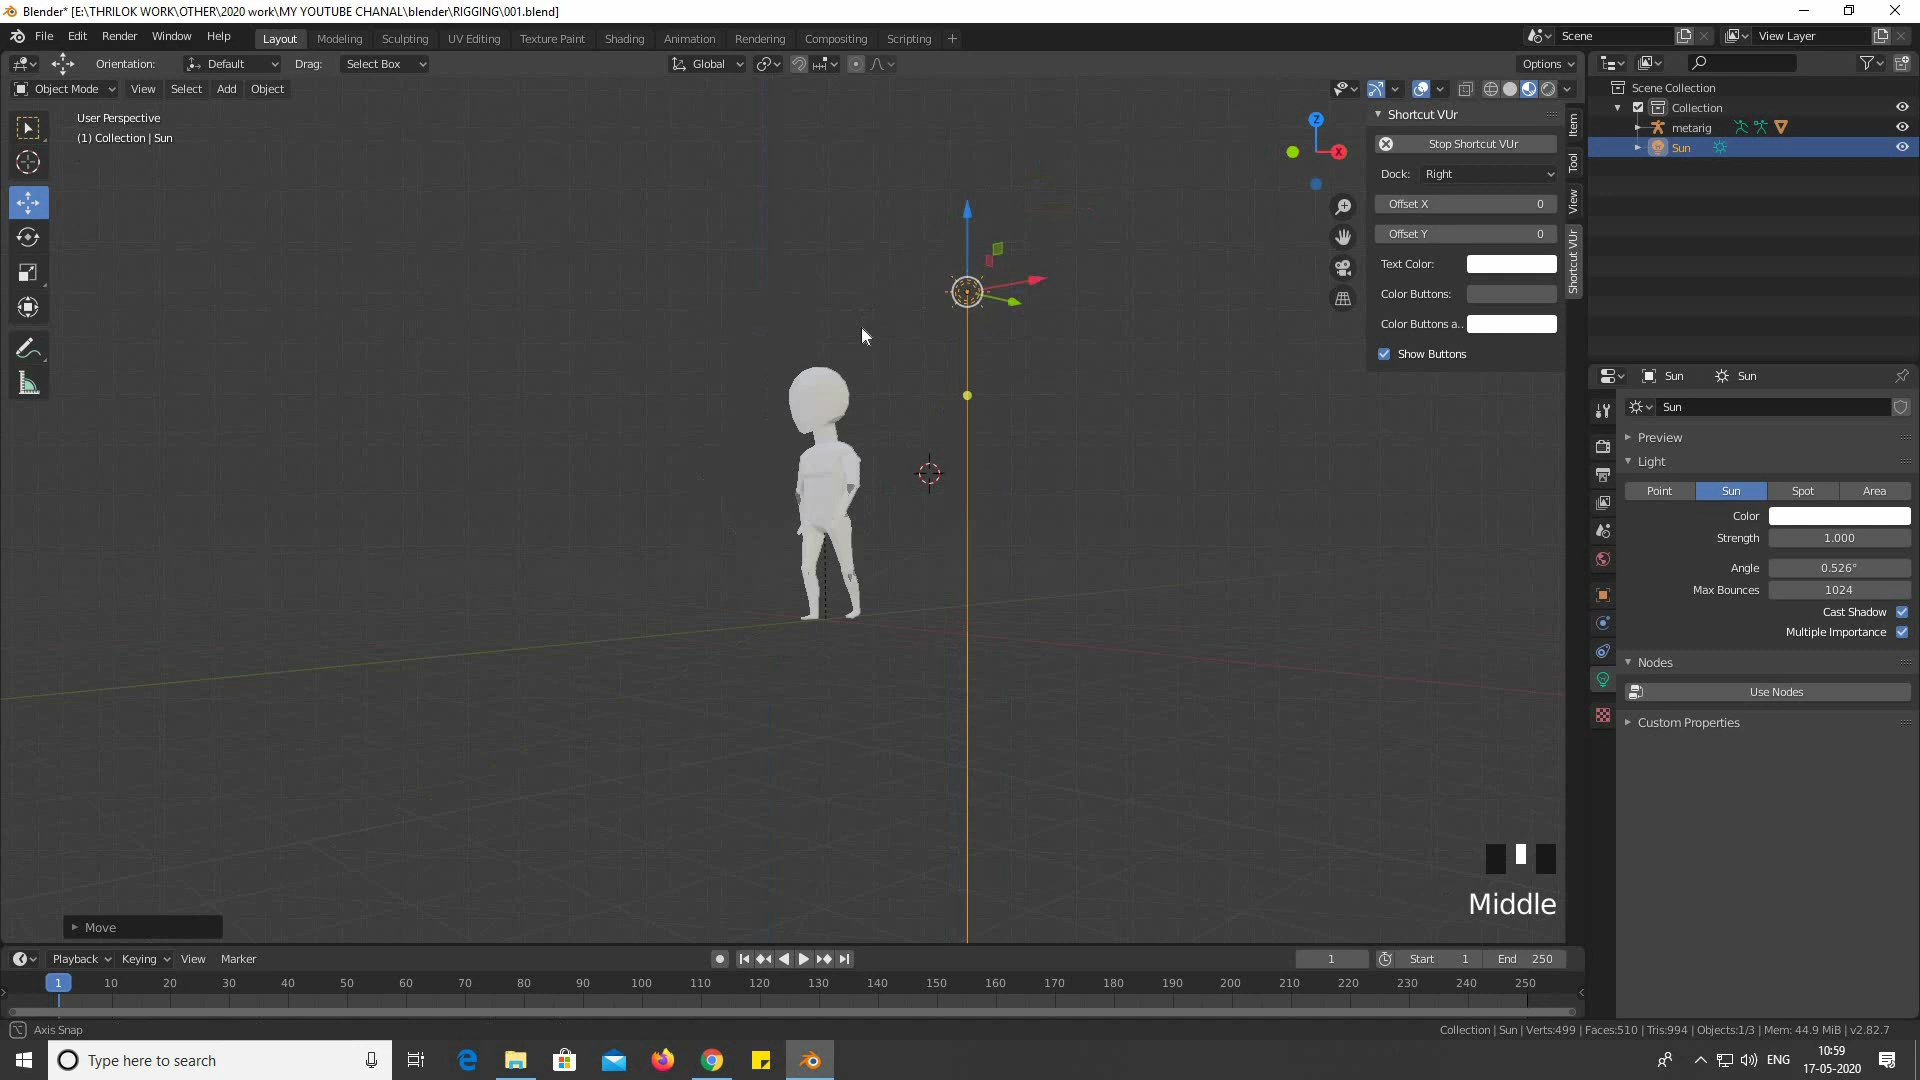 Blender* [E:\THRILOK WORK\OTHER\2020 work\MY YOUTUBE CHANAL\blender\RIGGING\001.blend]
File Edit Render Window Help Layout Modeling Sculpting UV Editing Texture Paint Shading Animation Rendering Compositing Scripting + Scene View Layer
Orientation: Default Drag: Select Box Global Options
Object Mode View Select Add Object
User Perspective
(1) Collection | Sun
Z
X
Shortcut VUr
Stop Shortcut VUr
Dock: Right
Offset X 0
Offset Y 0
Text Color:
Color Buttons:
Color Buttons a..
Show Buttons
Item
Tool
View
Shortcut VUr
Scene Collection
Collection
metarig
Sun
Sun Sun
Sun
Preview
Light
Point Sun Spot Area
Color
Strength 1.000
Angle 0.526°
Max Bounces 1024
Cast Shadow
Multiple Importance
Nodes
Use Nodes
Custom Properties
Middle
Move
Playback Keying View Marker 1 Start 1 End 250
1 10 20 30 40 50 60 70 80 90 100 110 120 130 140 150 160 170 180 190 200 210 220 230 240 250
Axis Snap
Collection | Sun | Verts:499 | Faces:510 | Tris:994 | Objects:1/3 | Mem: 44.9 MiB | v2.82.7
Type here to search
ENG
10:59
17-05-2020